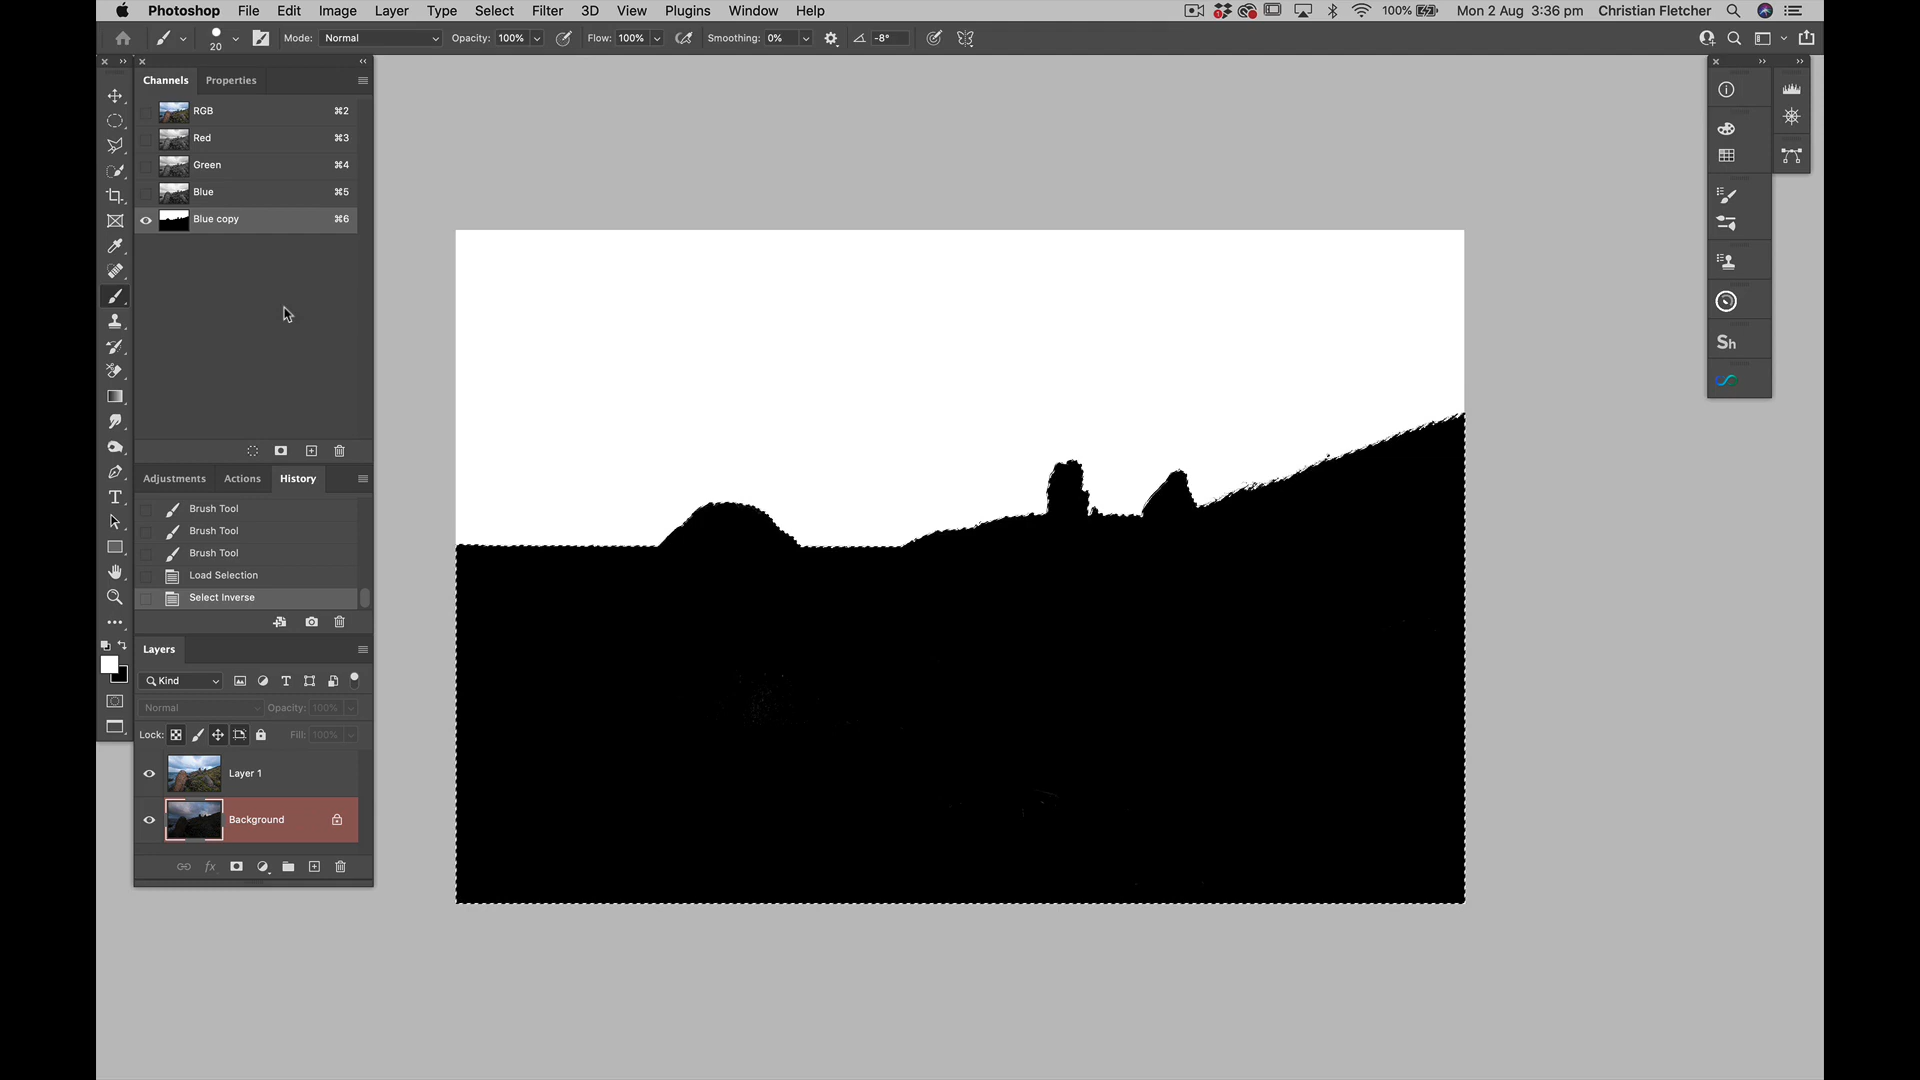 Photoshop File Edit Image Layer Type Select Filter 3D View Plugins Window Help 100% Mon 2 Aug 3:36 pm Christian Fletcher
20 Mode: Normal Opacity: 100% Flow: 100% Smoothing: 0% -8°
Channels Properties
RGB ⌘2
Red ⌘3
Green ⌘4
Blue ⌘5
Blue copy ⌘6
Sh
Adjustments Actions History
Brush Tool
Brush Tool
Brush Tool
Load Selection
Select Inverse
Layers
Kind
Normal Opacity: 100%
Lock: Fill: 100%
Layer 1
Background
fx